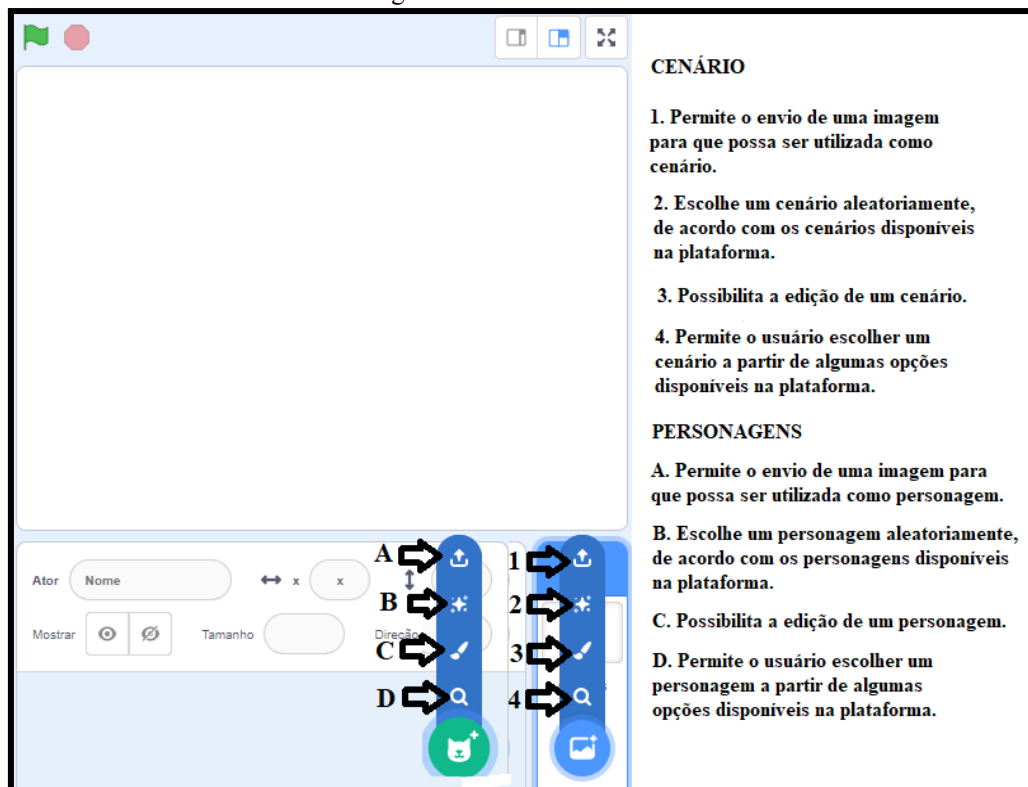 CENÁRIO
1. Permite o envio de uma imagem
para que possa ser utilizada como
cenário.
2. Escolhe um cenário aleatoriamente,
de acordo com os cenários disponíveis
na plataforma.
3. Possibilita a edição de um cenário.
4. Permite o usuário escolher um
cenário a partir de algumas opções
disponíveis na plataforma.
PERSONAGENS
A. Permite o envio de uma imagem para
que possa ser utilizada como personagem.
B. Escolhe um personagem aleatoriamente,
de acordo com os personagens disponíveis
na plataforma.
C. Possibilita a edição de um personagem.
D. Permite o usuário escolher um
personagem a partir de algumas
opções disponíveis na plataforma.
Ator Nome x x
Mostrar Tamanho Direção
A 1
B 2
C 3
D 4